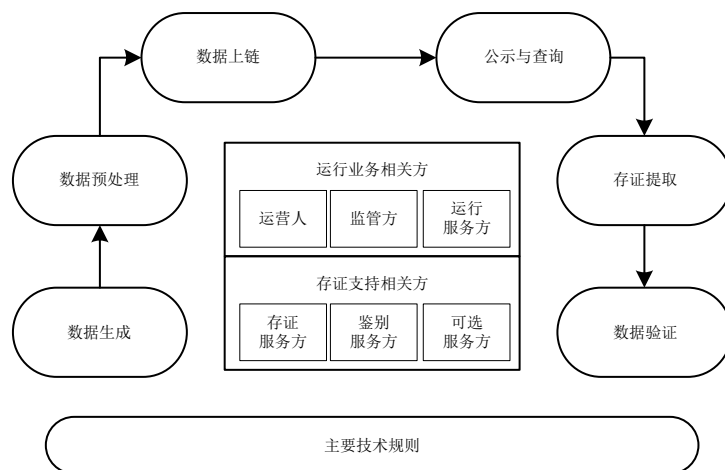 数据上链
公示与查询
数据预处理
存证提取
运行业务相关方
运营人
监管方
运行
服务方
存证支持相关方
存证
服务方
鉴别
服务方
可选
服务方
数据生成
数据验证
主要技术规则